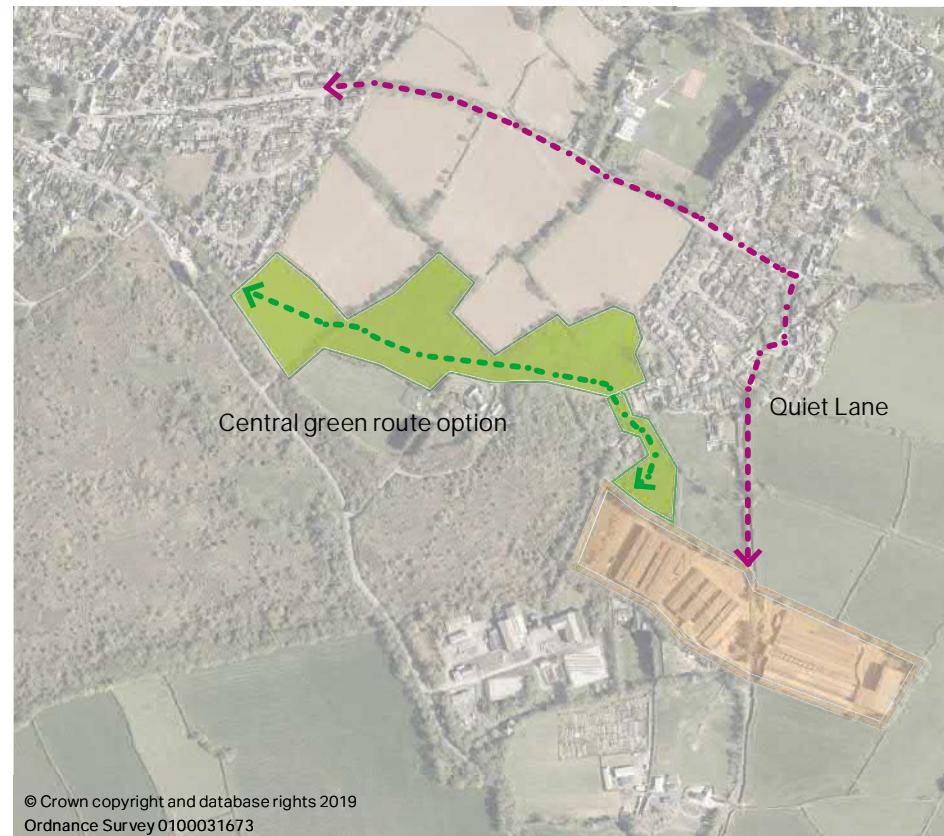 Central green route option
Quiet Lane
© Crown copyright and database rights 2019
Ordnance Survey 0100031673